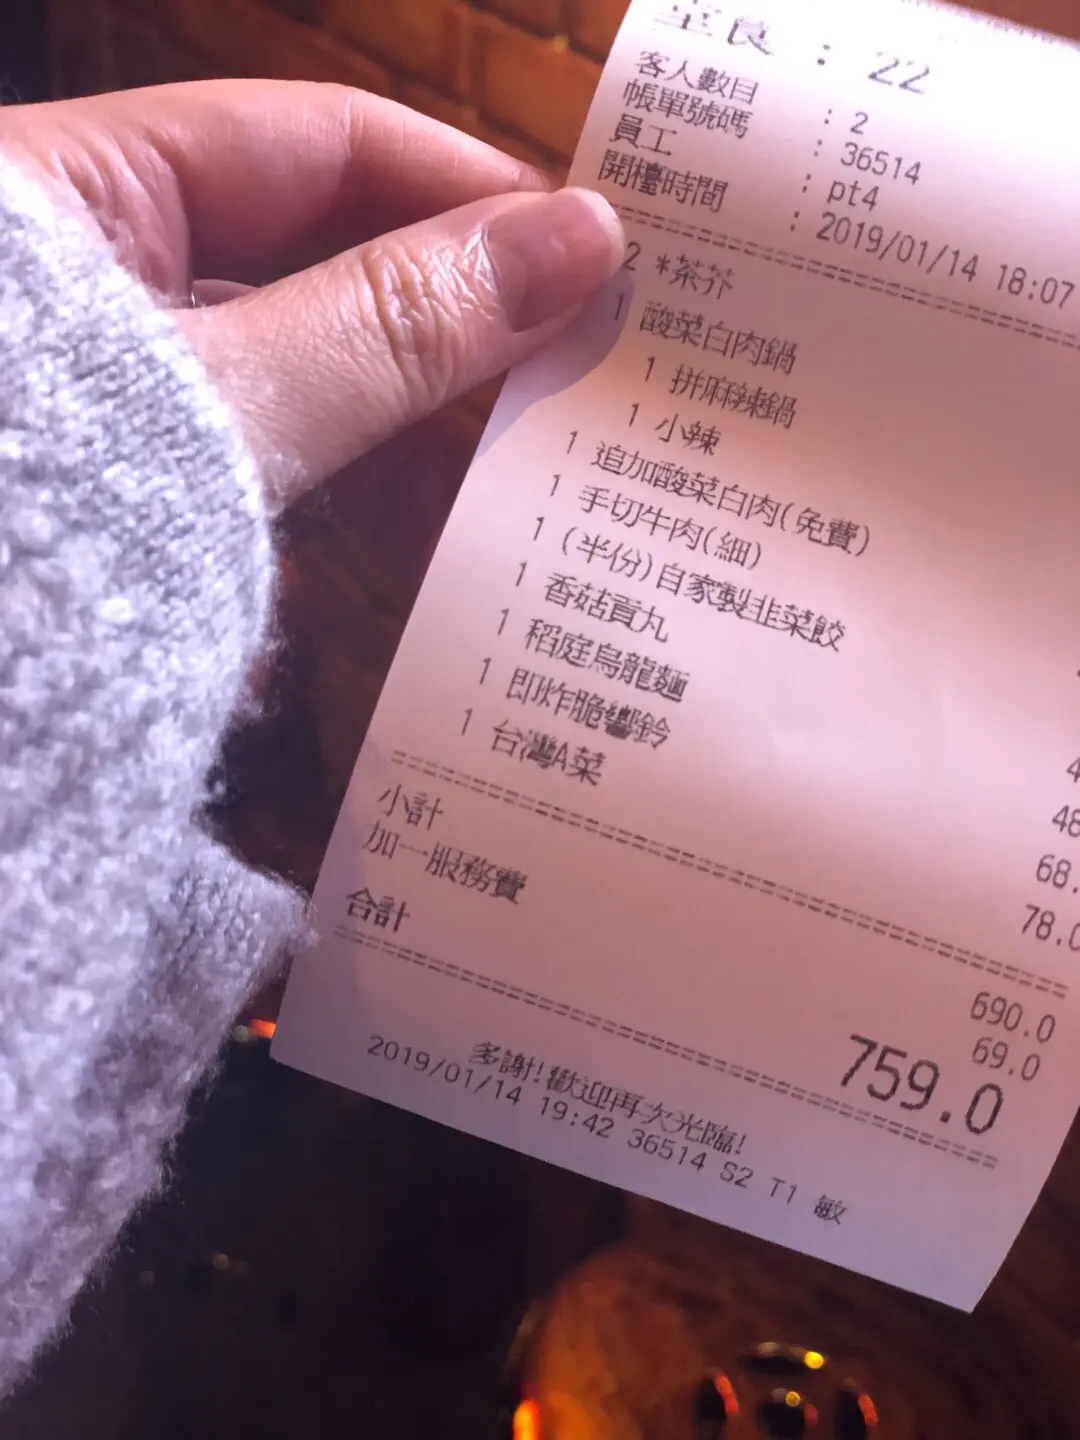 堂食 : 22
客人數目 : 2
帳單號碼 : 36514
員工 : pt4
開檯時間 : 2019/01/14 18:07
2 *茶芥
1 酸菜白肉鍋
1 拼麻辣鍋
1 小辣
1 追加酸菜白肉(免費)
1 手切牛肉(細)
1 (半份)自家製韭菜餃
1 香菇貢丸
1 稻庭烏龍麵 48
1 即炸脆響鈴 68.
1 台灣A菜 78.0
小計 690.0
加一服務費 69.0
合計 759.0
多謝!歡迎再次光臨!
2019/01/14 19:42 36514 S2 T1 敏